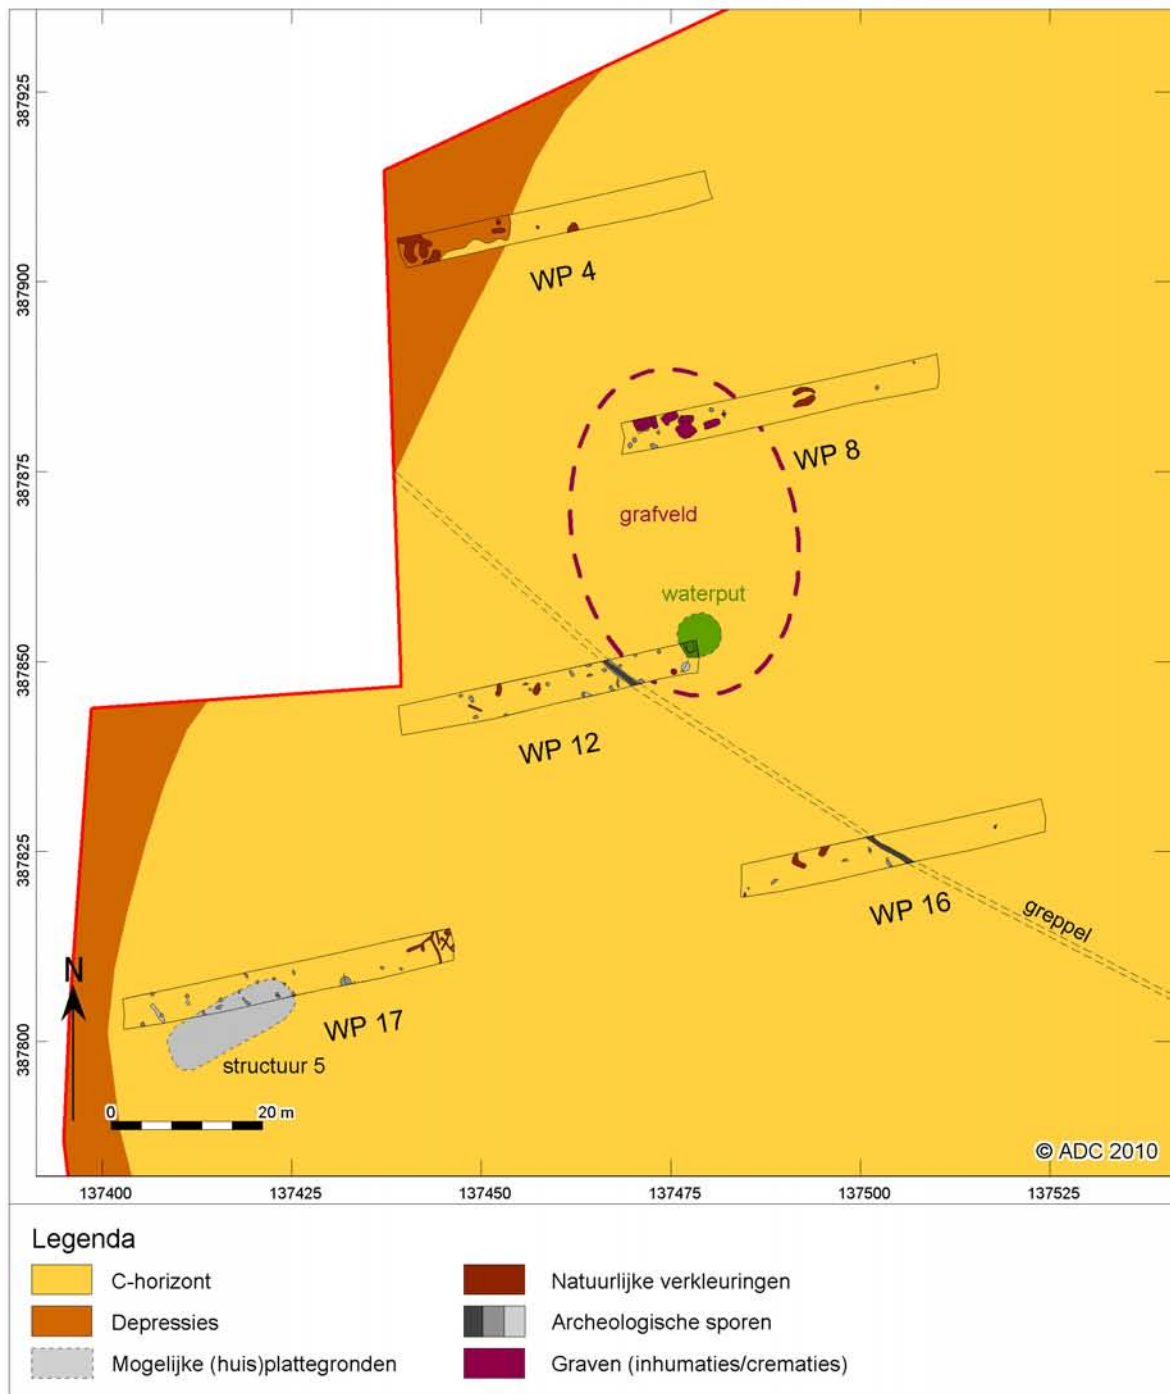 387925
387900
387875
387850
387825
387800
WP 4
WP 8
grafveld
waterput
WP 12
WP 16
greppel
N
WP 17
structuur 5
0 20 m
© ADC 2010
137400 137425 137450 137475 137500 137525
Legenda
C-horizont
Depressies
Mogelijke (huis)plattegronden
Natuurlijke verkleuringen
Archeologische sporen
Graven (inhumaties/crematies)